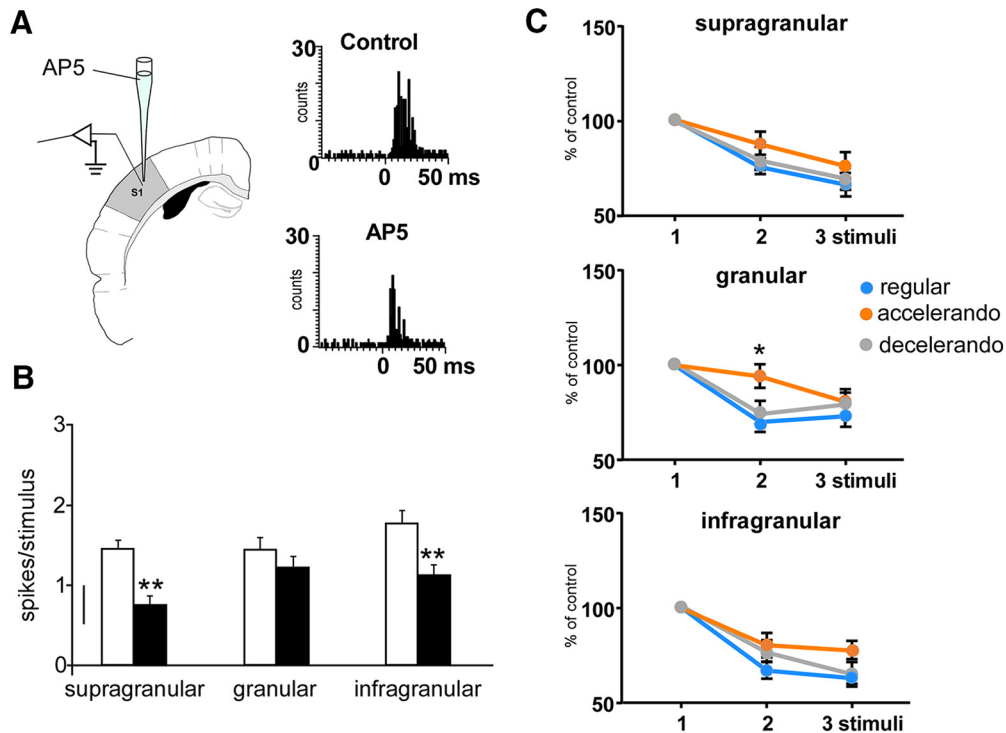 A
AP5
S1
Control
30
counts
0
0 50 ms
AP5
30
counts
0
0 50 ms
B
spikes/stimulus
3
2
1
0
**
**
supragranular granular infragranular
C
supragranular
% of control
150
100
50
1 2 3 stimuli
granular
% of control
150
100
50
*
1 2 3 stimuli
regular
accelerando
decelerando
infragranular
% of control
150
100
50
1 2 3 stimuli